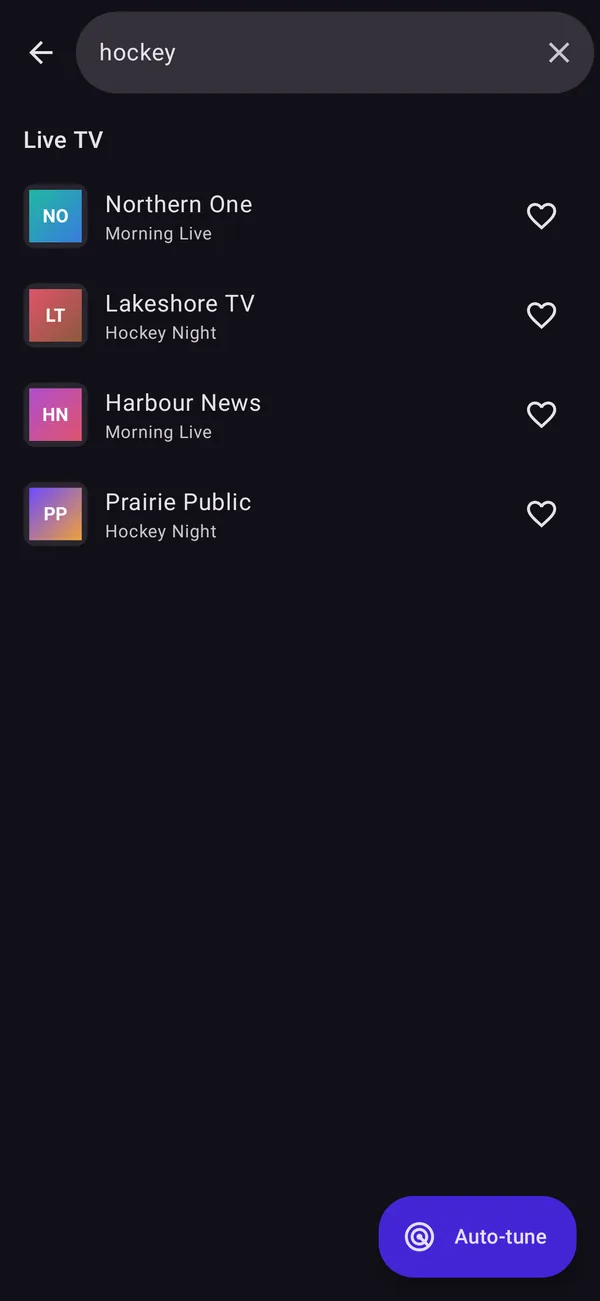 hockey
Live TV
NO
Northern One
Morning Live
LT
Lakeshore TV
Hockey Night
HN
Harbour News
Morning Live
PP
Prairie Public
Hockey Night
Auto-tune